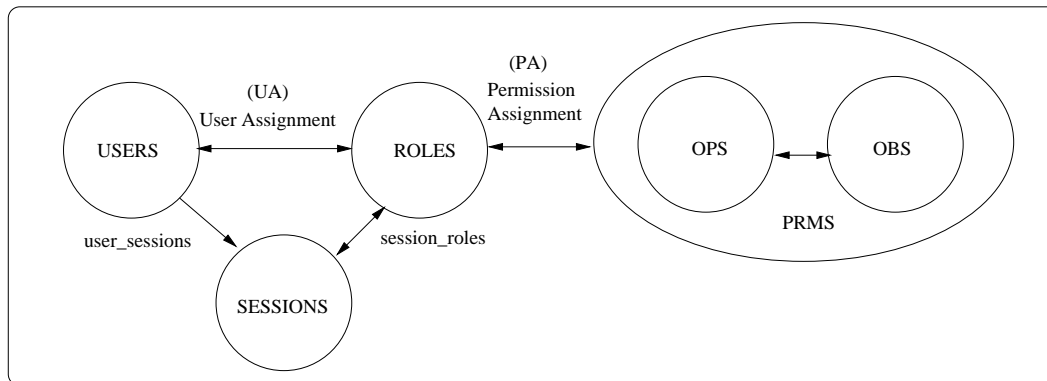 (UA)
User Assignment
(PA)
Permission
Assignment
USERS
ROLES
OPS
OBS
PRMS
user_sessions
session_roles
SESSIONS